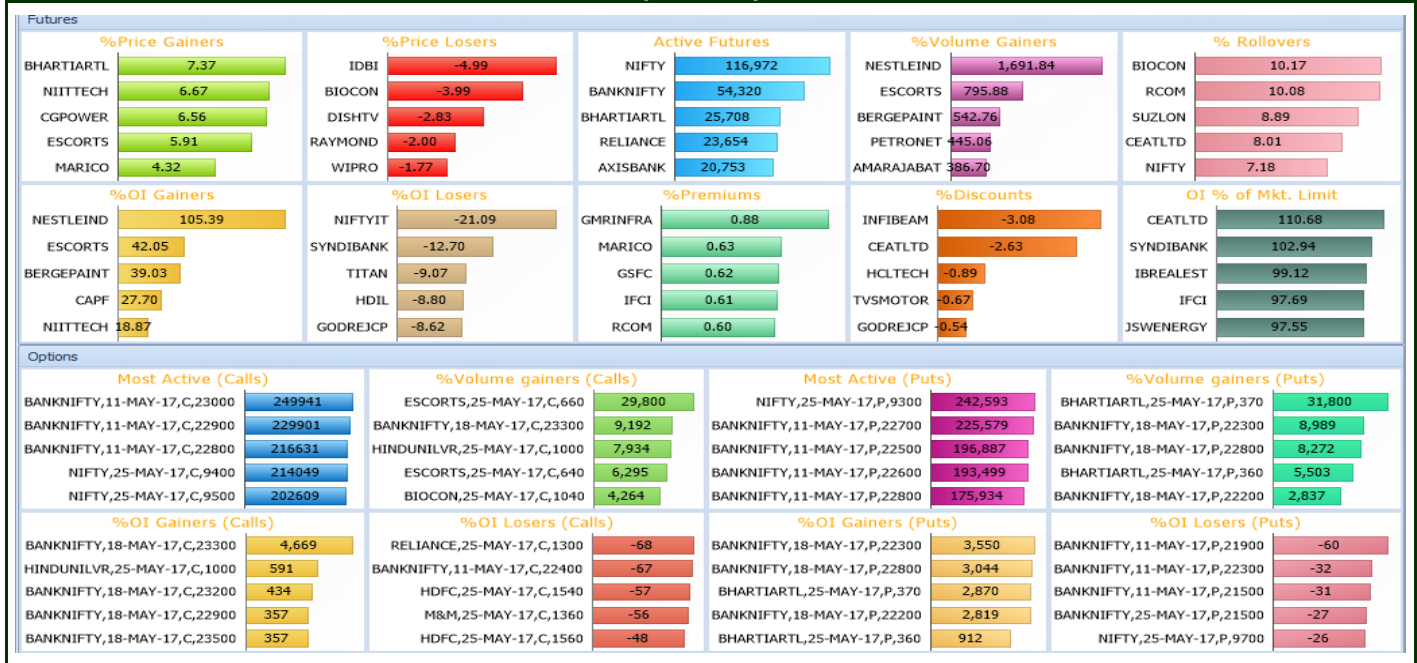 Futures
%Price Gainers
BHARTIARTL 7.37
NIITTECH 6.67
CGPOWER 6.56
ESCORTS 5.91
MARICO 4.32
%Price Losers
IDBI -4.99
BIOCON -3.99
DISHTV -2.83
RAYMOND -2.00
WIPRO -1.77
Active Futures
NIFTY 116,972
BANKNIFTY 54,320
BHARTIARTL 25,708
RELIANCE 23,654
AXISBANK 20,753
%Volume Gainers
NESTLEIND 1,691.84
ESCORTS 795.88
BERGEPAINT 542.76
PETRONET 445.06
AMARAJABAT 386.70
% Rollovers
BIOCON 10.17
RCOM 10.08
SUZLON 8.89
CEATLTD 8.01
NIFTY 7.18
%OI Gainers
NESTLEIND 105.39
ESCORTS 42.05
BERGEPAINT 39.03
CAPF 27.70
NIITTECH 18.87
%OI Losers
NIFTYIT -21.09
SYNDIBANK -12.70
TITAN -9.07
HDIL -8.80
GODREJCP -8.62
%Premiums
GMRINFRA 0.88
MARICO 0.63
GSFC 0.62
IFCI 0.61
RCOM 0.60
%Discounts
INFIBEAM -3.08
CEATLTD -2.63
HCLTECH -0.89
TVSMOTOR -0.67
GODREJCP -0.54
OI % of Mkt. Limit
CEATLTD 110.68
SYNDIBANK 102.94
IBREALEST 99.12
IFCI 97.69
JSWENERGY 97.55
Options
Most Active (Calls)
BANKNIFTY,11-MAY-17,C,23000 249941
BANKNIFTY,11-MAY-17,C,22900 229901
BANKNIFTY,11-MAY-17,C,22800 216631
NIFTY,25-MAY-17,C,9400 214049
NIFTY,25-MAY-17,C,9500 202609
%Volume gainers (Calls)
ESCORTS,25-MAY-17,C,660 29,800
BANKNIFTY,18-MAY-17,C,23300 9,192
HINDUNILVR,25-MAY-17,C,1000 7,934
ESCORTS,25-MAY-17,C,640 6,295
BIOCON,25-MAY-17,C,1040 4,264
Most Active (Puts)
NIFTY,25-MAY-17,P,9300 242,593
BANKNIFTY,11-MAY-17,P,22700 225,579
BANKNIFTY,11-MAY-17,P,22500 196,887
BANKNIFTY,11-MAY-17,P,22600 193,499
BANKNIFTY,11-MAY-17,P,22800 175,934
%Volume gainers (Puts)
BHARTIARTL,25-MAY-17,P,370 31,800
BANKNIFTY,18-MAY-17,P,22300 8,989
BANKNIFTY,18-MAY-17,P,22800 8,272
BHARTIARTL,25-MAY-17,P,360 5,503
BANKNIFTY,18-MAY-17,P,22200 2,837
%OI Gainers (Calls)
BANKNIFTY,18-MAY-17,C,23300 4,669
HINDUNILVR,25-MAY-17,C,1000 591
BANKNIFTY,18-MAY-17,C,23200 434
BANKNIFTY,18-MAY-17,C,22900 357
BANKNIFTY,18-MAY-17,C,23500 357
%OI Losers (Calls)
RELIANCE,25-MAY-17,C,1300 -68
BANKNIFTY,11-MAY-17,C,22400 -67
HDFC,25-MAY-17,C,1540 -57
M&M,25-MAY-17,C,1360 -56
HDFC,25-MAY-17,C,1560 -48
%OI Gainers (Puts)
BANKNIFTY,18-MAY-17,P,22300 3,550
BANKNIFTY,18-MAY-17,P,22800 3,044
BHARTIARTL,25-MAY-17,P,370 2,870
BANKNIFTY,18-MAY-17,P,22200 2,819
BHARTIARTL,25-MAY-17,P,360 912
%OI Losers (Puts)
BANKNIFTY,11-MAY-17,P,21900 -60
BANKNIFTY,11-MAY-17,P,22300 -32
BANKNIFTY,11-MAY-17,P,21500 -31
BANKNIFTY,25-MAY-17,P,21500 -27
NIFTY,25-MAY-17,P,9700 -26